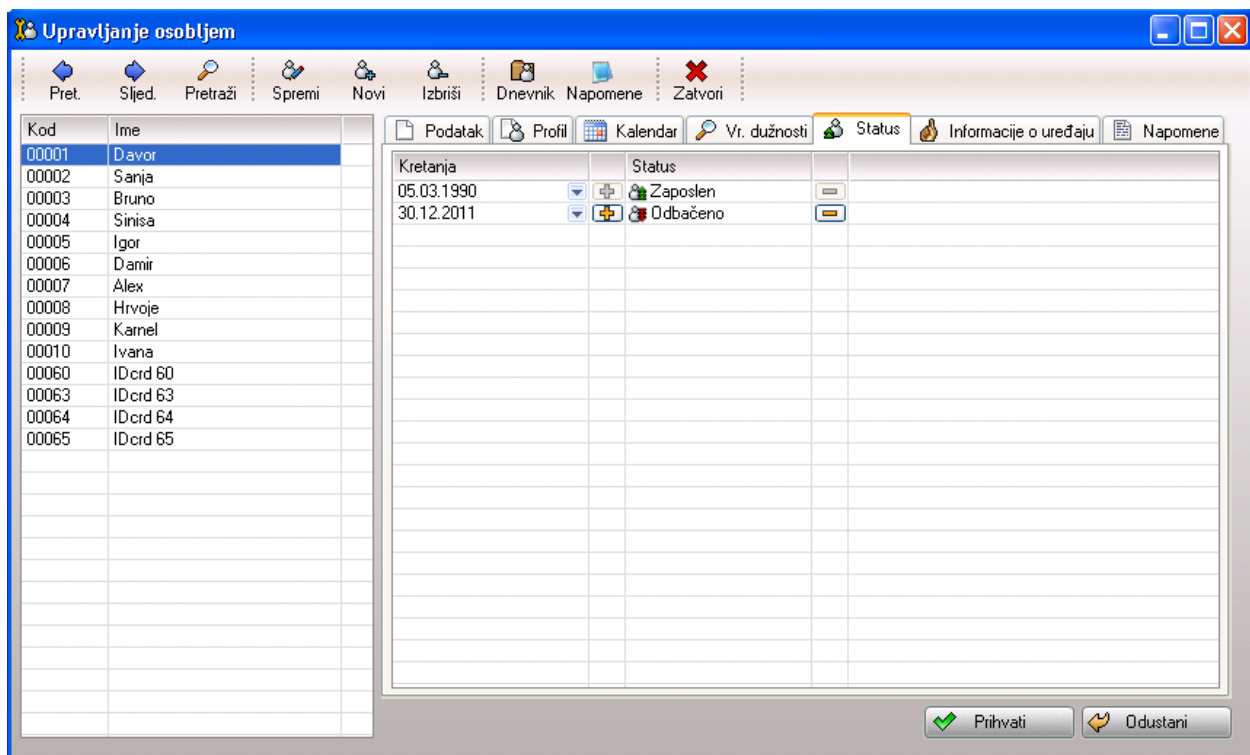 Upravljanje osobljem
Pret. Sljed. Pretraži Spremi Novi Izbriši Dnevnik Napomene Zatvori
Kod Ime
00001 Davor
00002 Sanja
00003 Bruno
00004 Sinisa
00005 Igor
00006 Damir
00007 Alex
00008 Hrvoje
00009 Karnel
00010 Ivana
00060 IDcrd 60
00063 IDcrd 63
00064 IDcrd 64
00065 IDcrd 65
Podatak Profil Kalendar Vr. dužnosti Status Informacije o uređaju Napomene
Kretanja Status
05.03.1990 Zaposlen
30.12.2011 Odbačeno
Prihvati Odustani